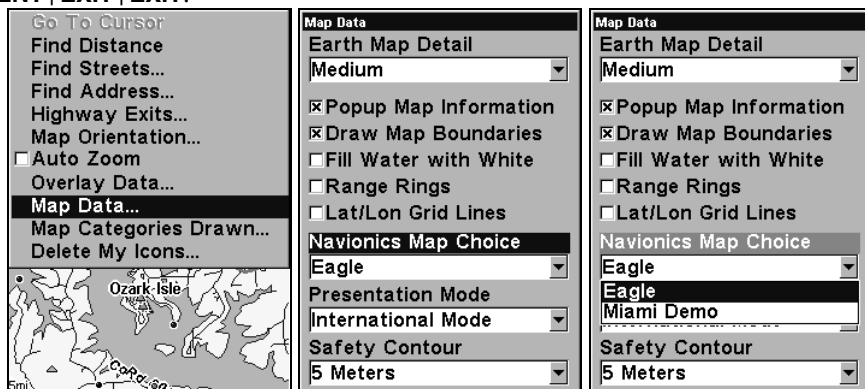 ENT | EXIT | EXIT.
Go To Cursor
Find Distance
Find Streets...
Find Address...
Highway Exits...
Map Orientation...
Auto Zoom
Overlay Data...
Map Data...
Map Categories Drawn...
Delete My Icons...
Ozark-Isle
5mi
Map Data
Earth Map Detail
Medium
Popup Map Information
Draw Map Boundaries
Fill Water with White
Range Rings
Lat/Lon Grid Lines
Navionics Map Choice
Eagle
Presentation Mode
International Mode
Safety Contour
5 Meters
Map Data
Earth Map Detail
Medium
Popup Map Information
Draw Map Boundaries
Fill Water with White
Range Rings
Lat/Lon Grid Lines
Navionics Map Choice
Eagle
Eagle
Miami Demo
Safety Contour
5 Meters